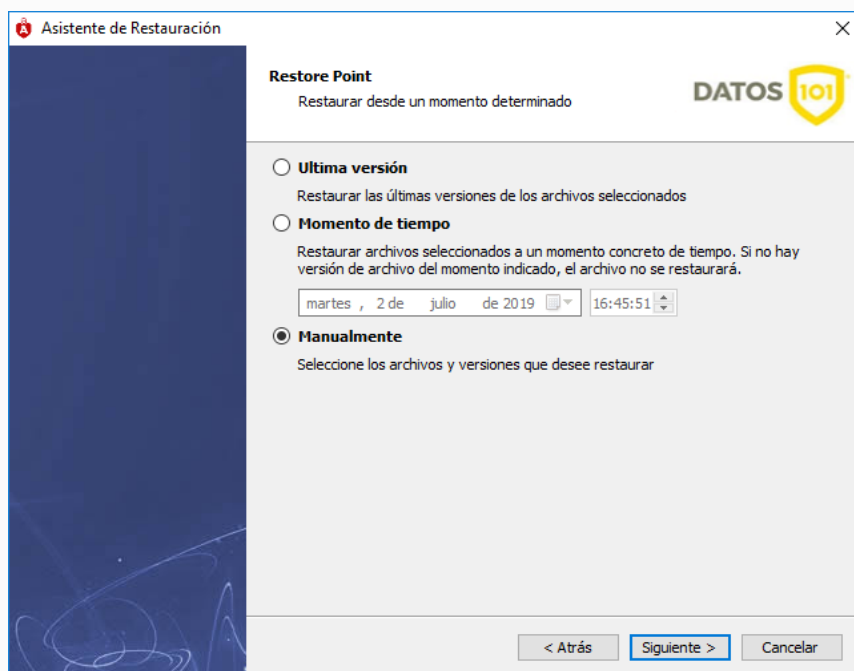 Asistente de Restauración
Restore Point
Restaurar desde un momento determinado
DATOS 101
Ultima versión
Restaurar las últimas versiones de los archivos seleccionados
Momento de tiempo
Restaurar archivos seleccionados a un momento concreto de tiempo. Si no hay
versión de archivo del momento indicado, el archivo no se restaurará.
martes , 2 de julio de 2019 16:45:51
Manualmente
Seleccione los archivos y versiones que desee restaurar
< Atrás Siguiente > Cancelar